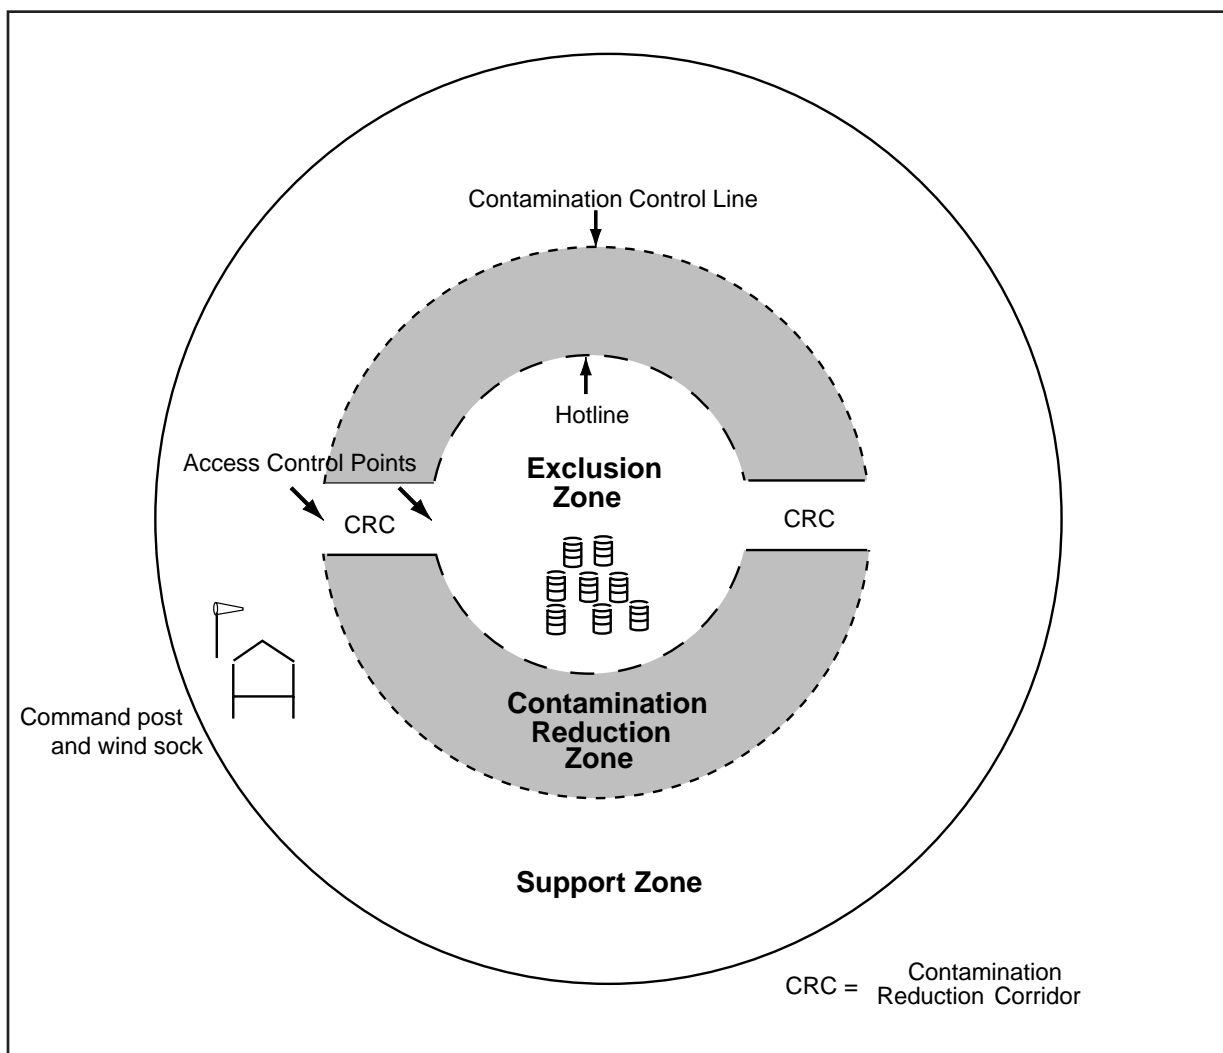 Contamination Control Line
Hotline
Access Control Points
Exclusion
Zone
CRC
CRC
Command post
and wind sock
Contamination
Reduction
Zone
Support Zone
CRC = Contamination
Reduction Corridor